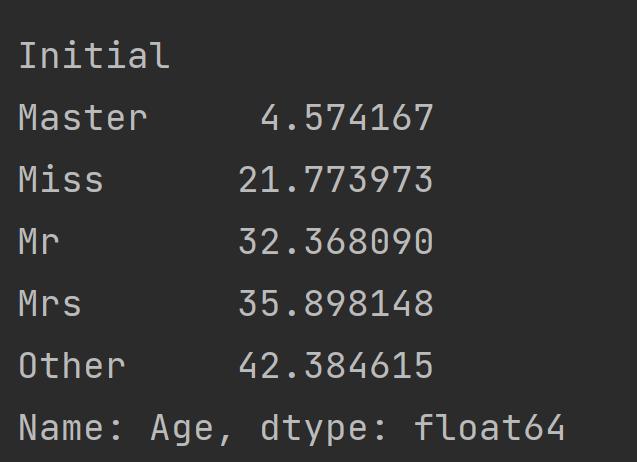 Initial
Master     4.574167
Miss      21.773973
Mr        32.368090
Mrs       35.898148
Other     42.384615
Name: Age, dtype: float64